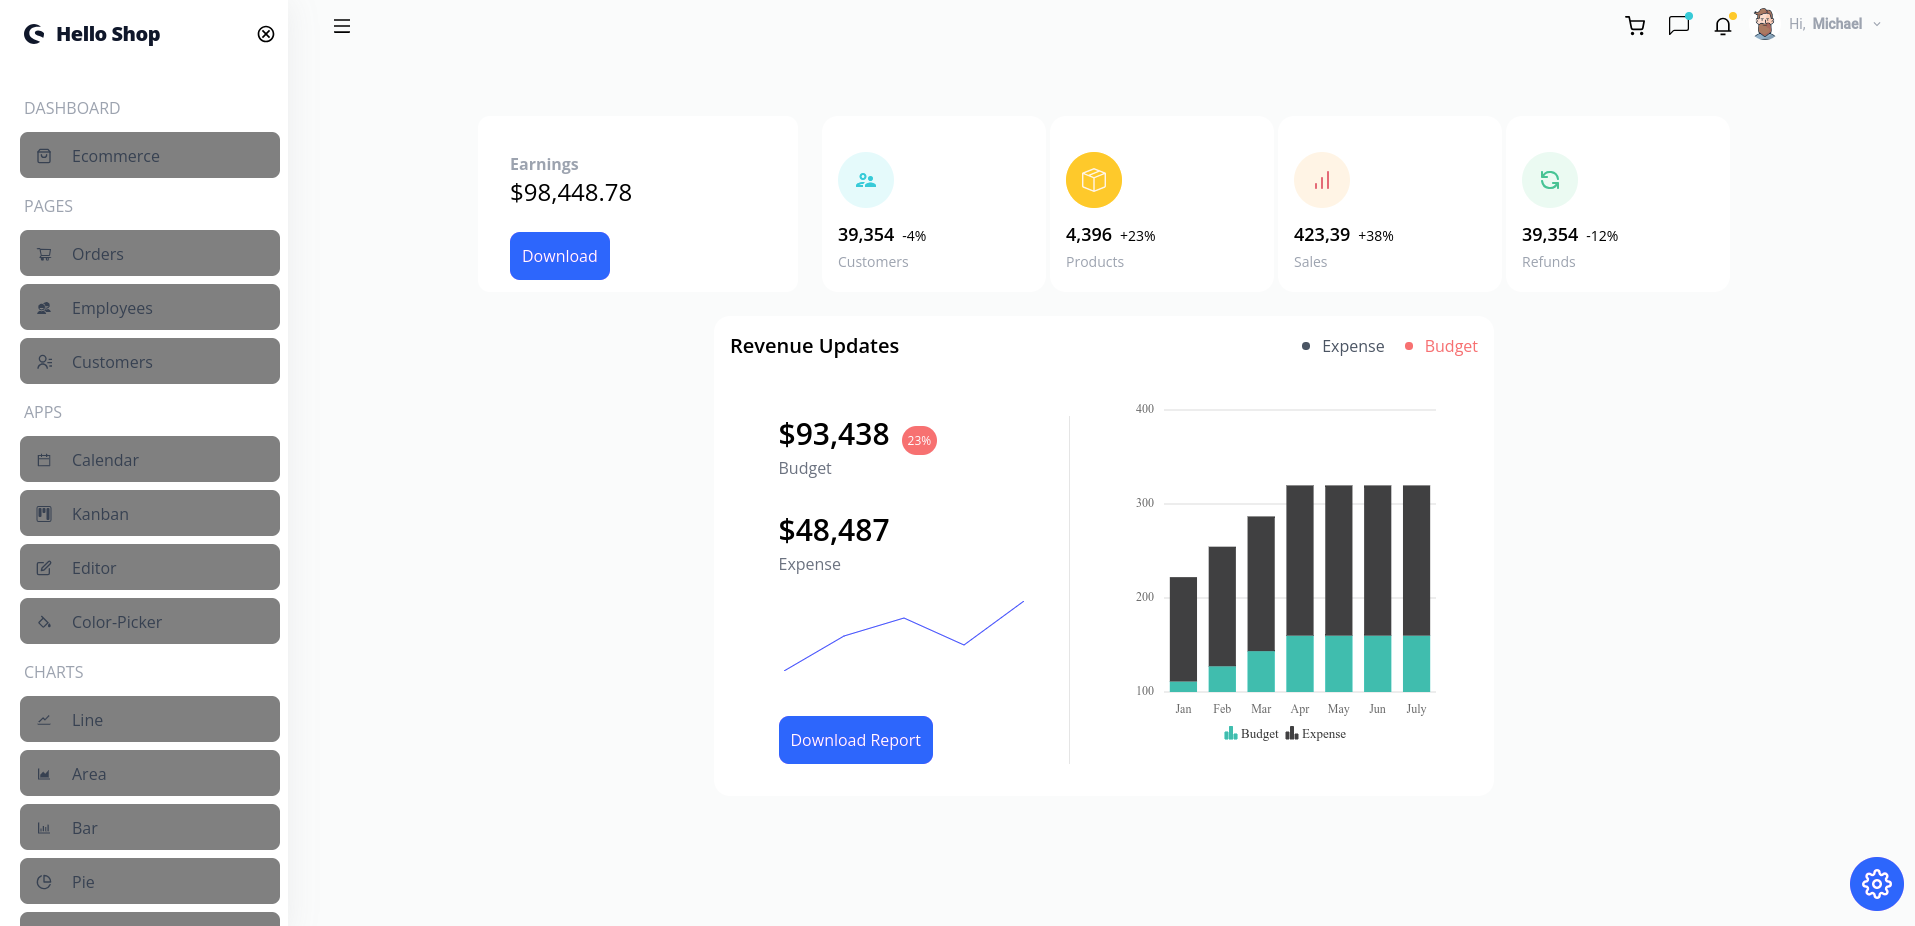 Hello Shop
Hi, Michael
DASHBOARD
Ecommerce
PAGES
Orders
Employees
Customers
APPS
Calendar
Kanban
Editor
Color-Picker
CHARTS
Line
Area
Bar
Pie
Earnings
$98,448.78
Download
39,354 -4%
Customers
4,396 +23%
Products
423,39 +38%
Sales
39,354 -12%
Refunds
Revenue Updates
Expense Budget
$93,438 23%
Budget
$48,487
Expense
Download Report
400
300
200
100
Jan Feb Mar Apr May Jun July
Budget Expense